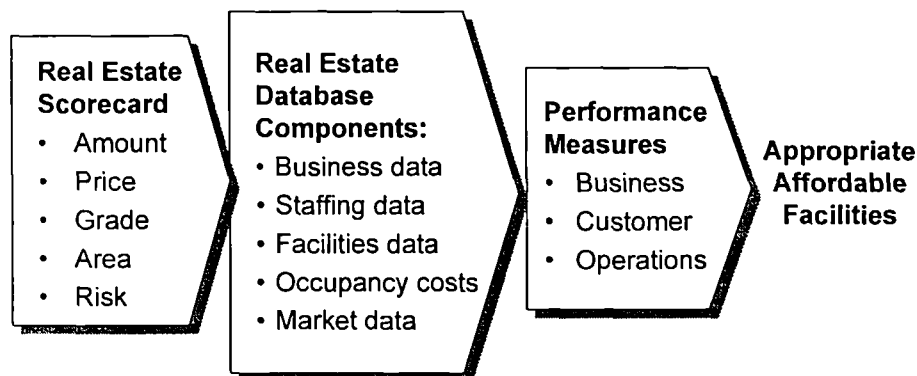 Real Estate
Scorecard
• Amount
• Price
• Grade
• Area
• Risk
Real Estate
Database
Components:
• Business data
• Staffing data
• Facilities data
• Occupancy costs
• Market data
Performance
Measures
• Business
• Customer
• Operations
Appropriate
Affordable
Facilities